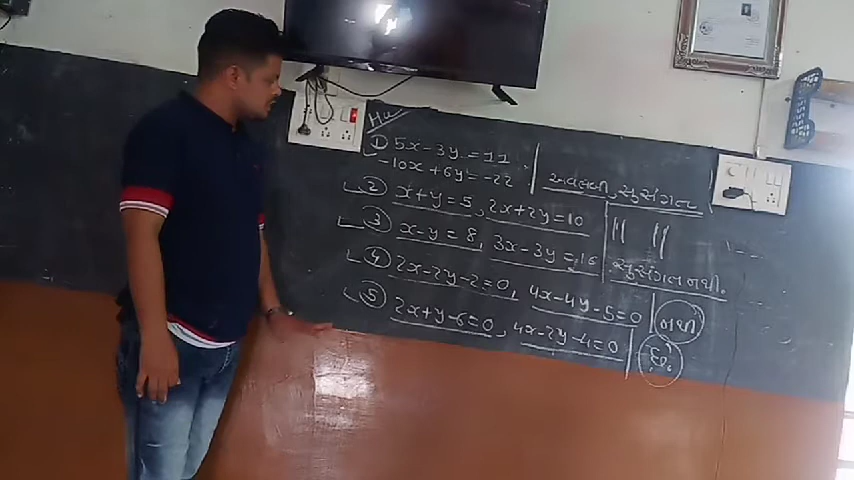 H.W
① 5x-3y=11
-10x+6y=-22 અવલંબી, સુસંગત
② x+y=5, 2x+2y=10 || ||
③ x-y=8, 3x-3y=16 સુસંગત નથી.
④ 2x-2y-2=0, 4x-4y-5=0 નથી
⑤ 2x+y-6=0, 4x-2y-4=0 છે.